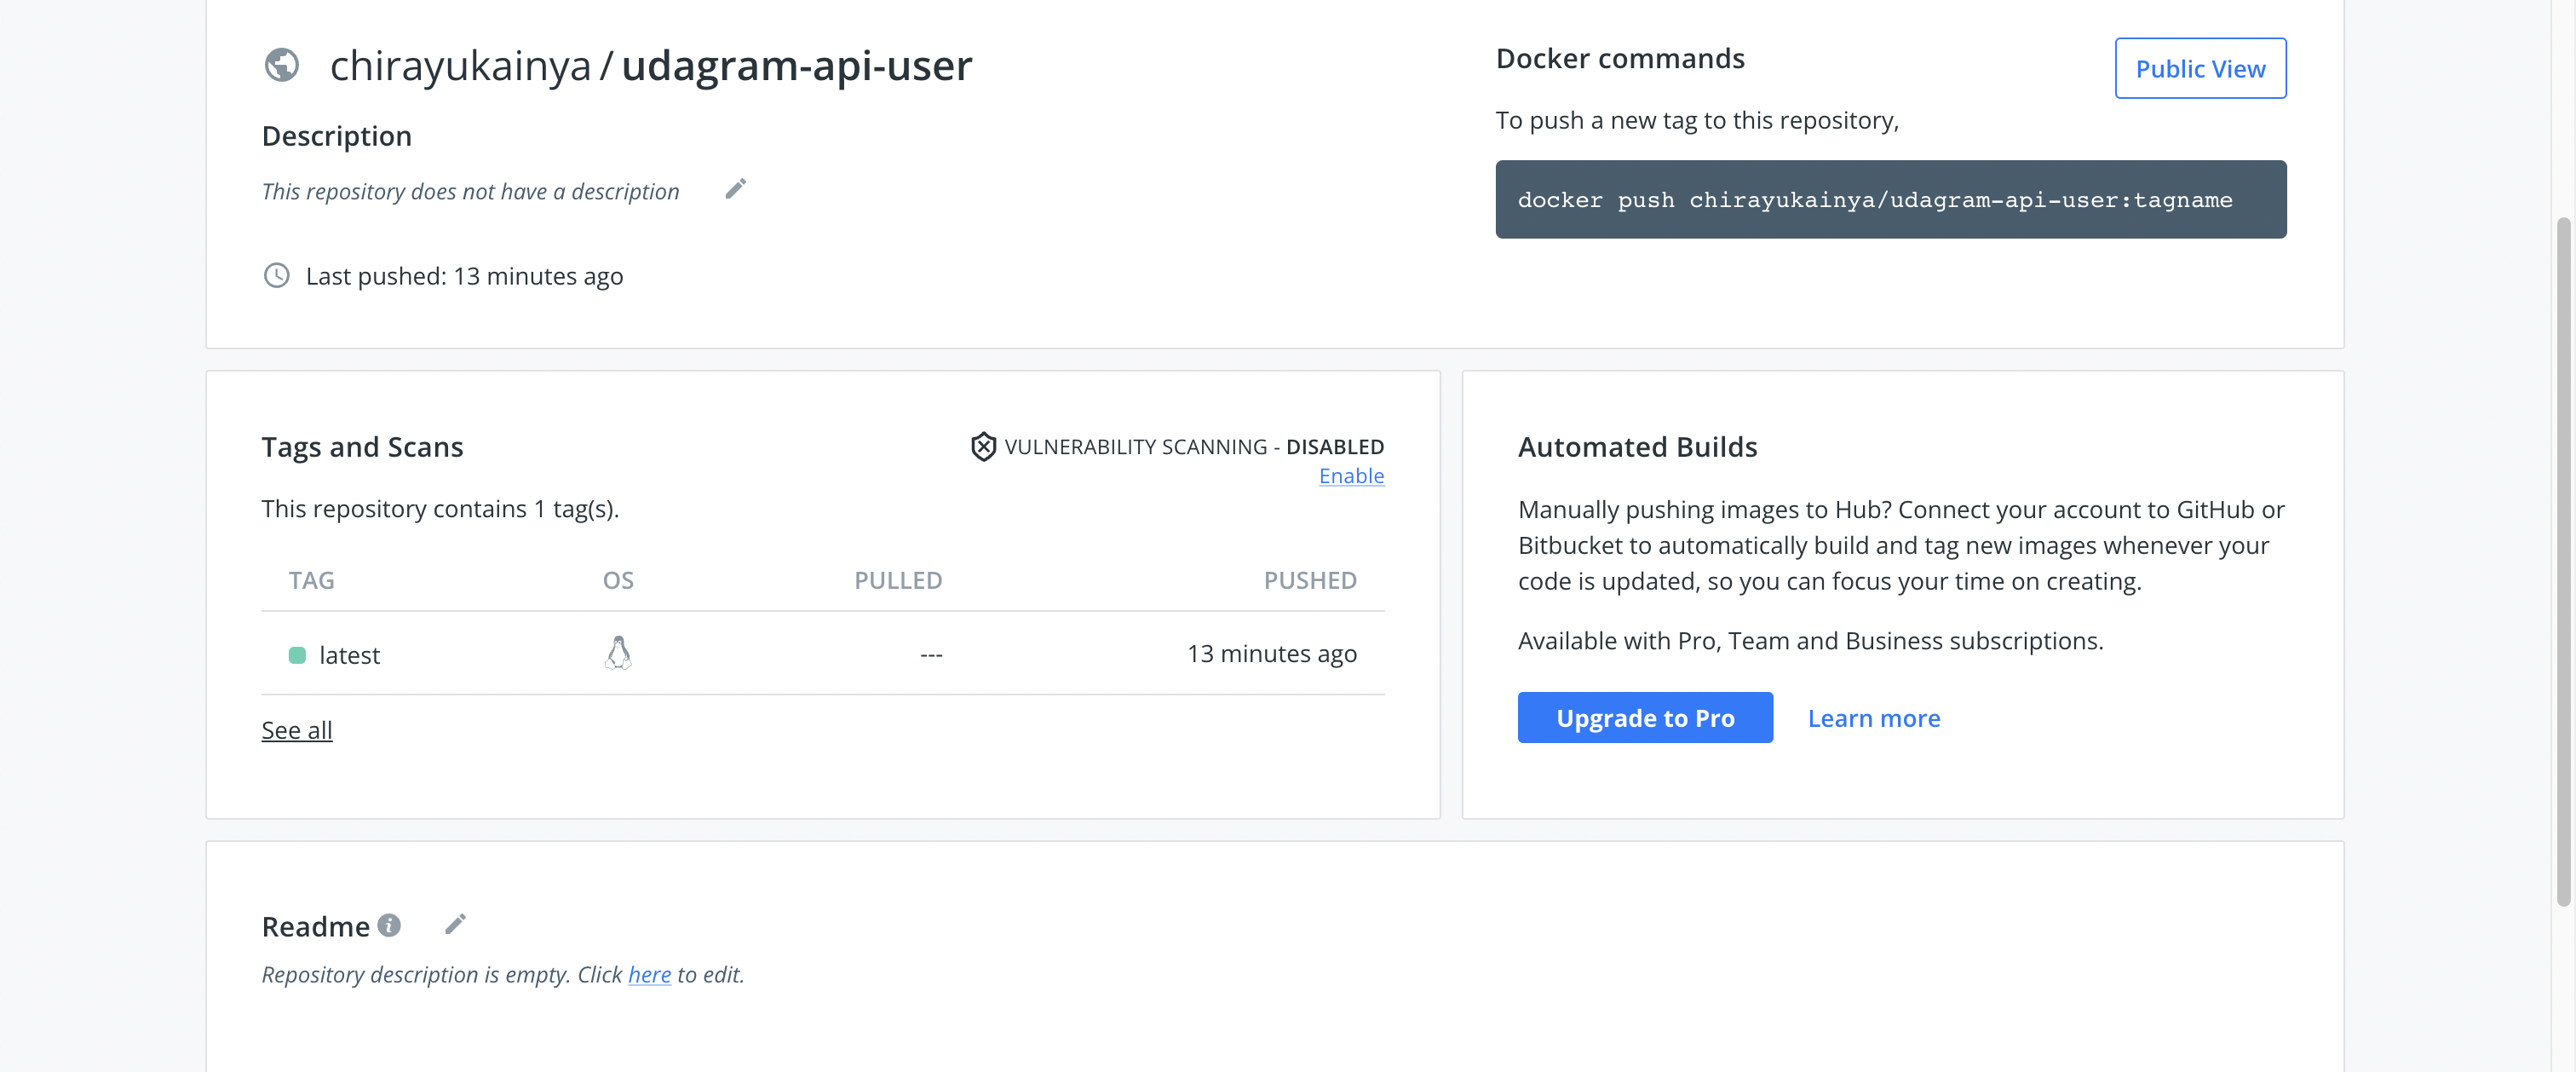 chirayukainya / udagram-api-user
Description
This repository does not have a description
Last pushed: 13 minutes ago
Docker commands
Public View
To push a new tag to this repository,
docker push chirayukainya/udagram-api-user:tagname
Tags and Scans
VULNERABILITY SCANNING - DISABLED
Enable
This repository contains 1 tag(s).
TAG OS PULLED PUSHED
latest --- 13 minutes ago
See all
Automated Builds
Manually pushing images to Hub? Connect your account to GitHub or
Bitbucket to automatically build and tag new images whenever your
code is updated, so you can focus your time on creating.
Available with Pro, Team and Business subscriptions.
Upgrade to Pro Learn more
Readme
Repository description is empty. Click here to edit.